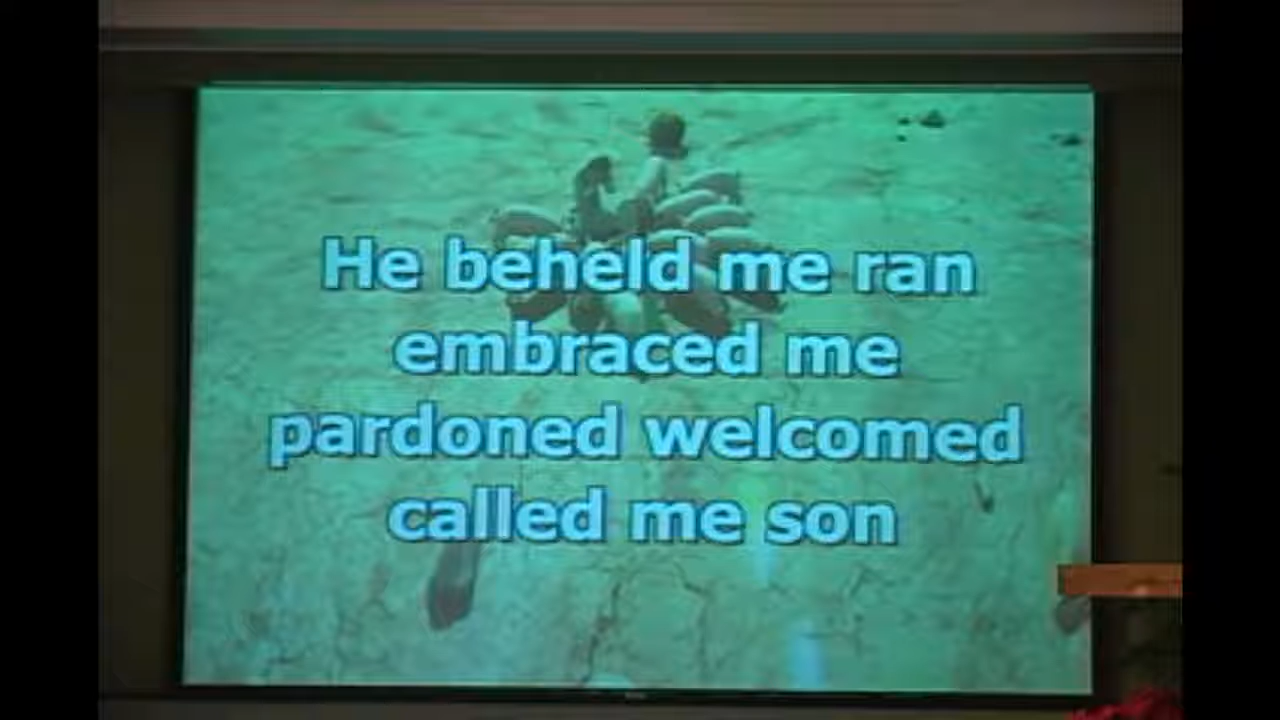 He beheld me ran
embraced me
pardoned welcomed
called me son